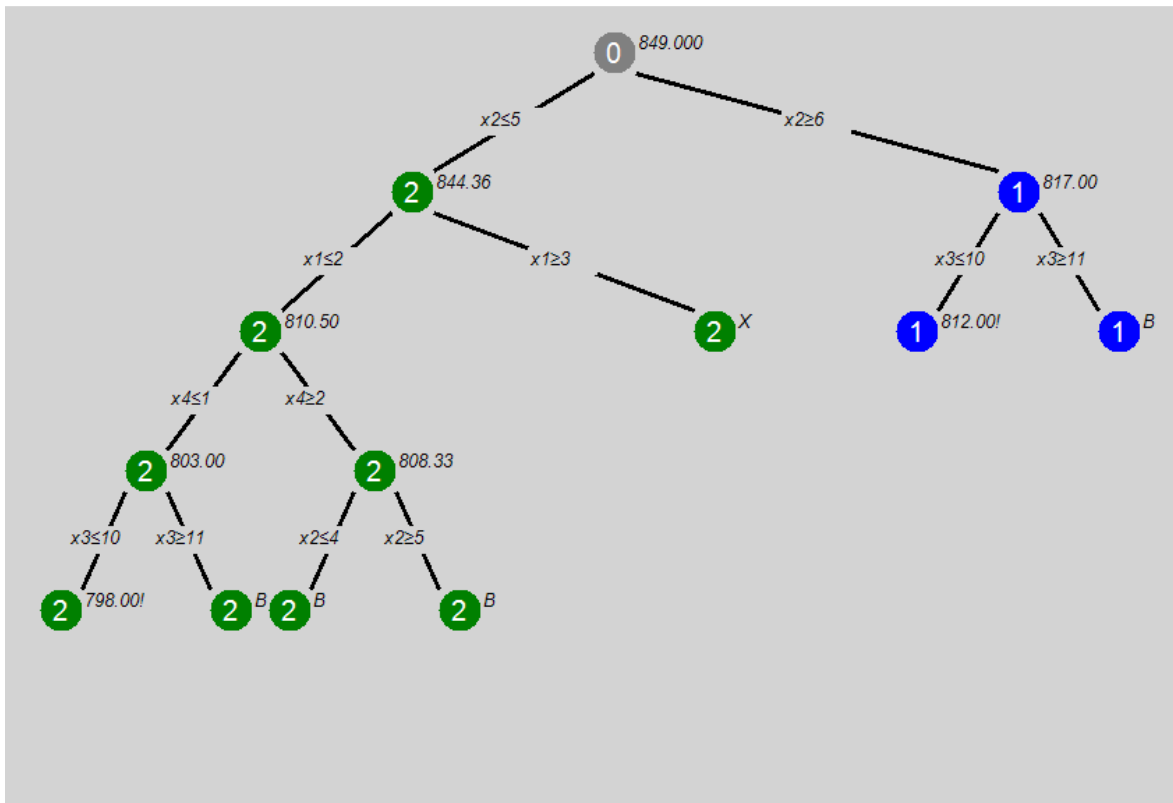 0 849.000
x2≤5 x2≥6
2 844.36 1 817.00
x1≤2 x1≥3 x3≤10 x3≥11
2 810.50 2 X 1 812.00! 1 B
x4≤1 x4≥2
2 803.00 2 808.33
x3≤10 x3≥11 x2≤4 x2≥5
2 798.00! 2 B 2 B 2 B